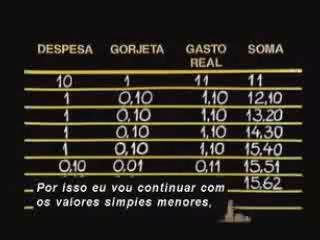 DESPESA GORJETA GASTO REAL SOMA
10 1 11 11
1 0,10 1,10 12,10
1 0,10 1,10 13,20
1 0,10 1,10 14,30
1 0,10 1,10 15,40
0,10 0,01 0,11 15,51
15,62
Por isso eu vou continuar com
os valores simpies menores,